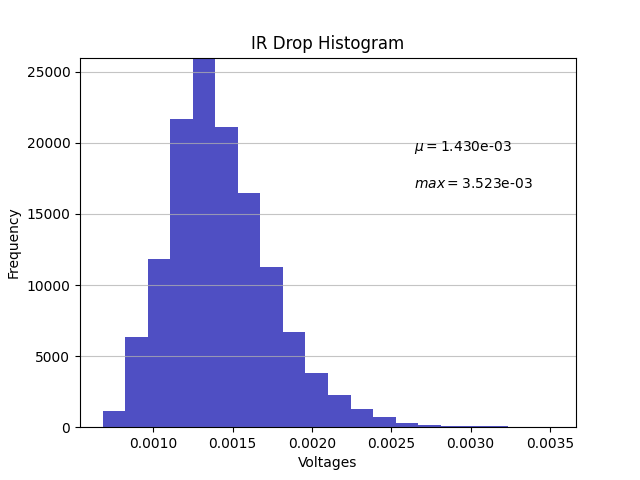 IR Drop Histogram
25000
20000
15000
10000
5000
0
Frequency
μ = 1.430e-03
max = 3.523e-03
0.0010 0.0015 0.0020 0.0025 0.0030 0.0035
Voltages